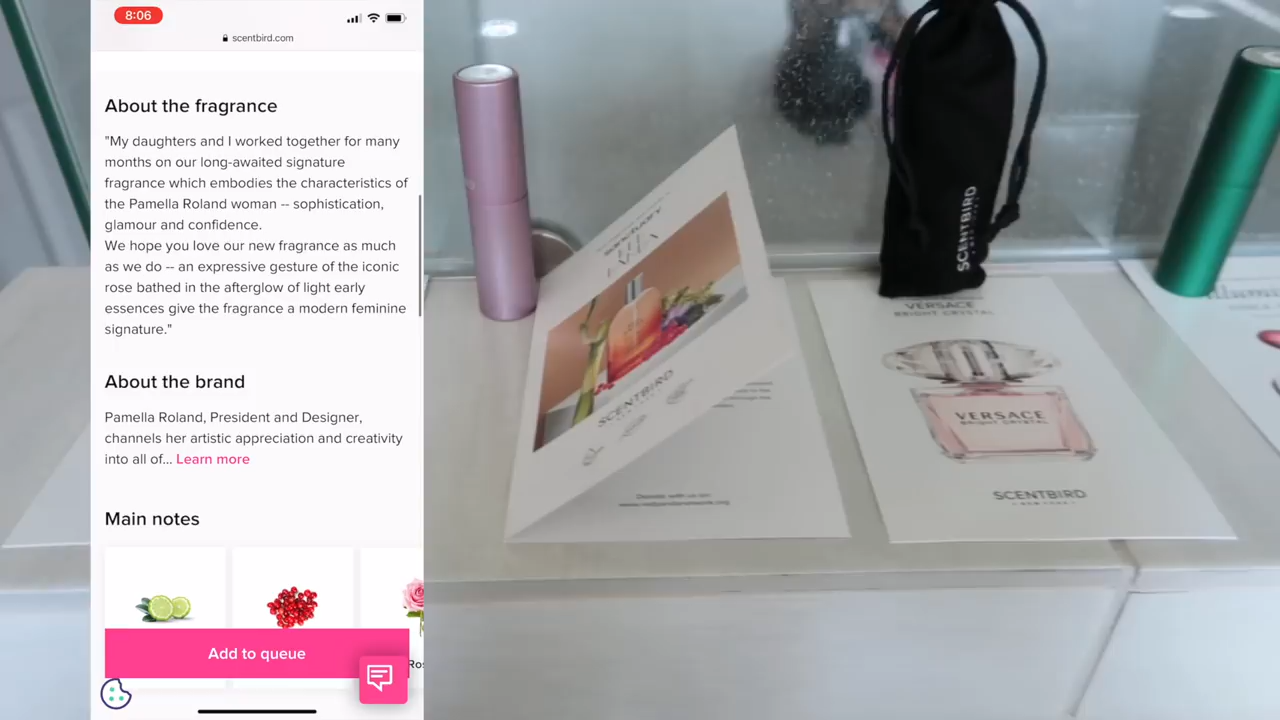 8:06
scentbird.com
About the fragrance
"My daughters and I worked together for many
months on our long-awaited signature
fragrance which embodies the characteristics of
the Pamella Roland woman -- sophistication,
glamour and confidence.
We hope you love our new fragrance as much
as we do -- an expressive gesture of the iconic
rose bathed in the afterglow of light early
essences give the fragrance a modern feminine
signature."
About the brand
Pamella Roland, President and Designer,
channels her artistic appreciation and creativity
into all of... Learn more
Main notes
Add to queue
SCENTBIRD
SCENTBIRD
VERSACE
BRIGHT CRYSTAL
VERSACE
BRIGHT CRYSTAL
SCENTBIRD
NEW YORK